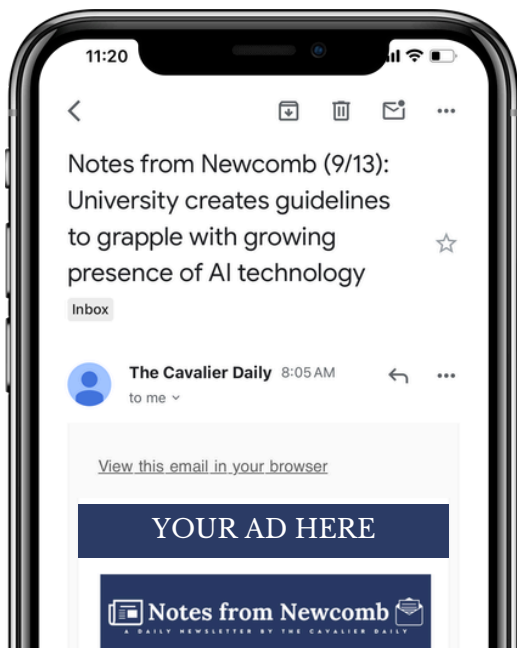 11:20
Notes from Newcomb (9/13):
University creates guidelines
to grapple with growing
presence of AI technology
Inbox
The Cavalier Daily 8:05 AM
to me
View this email in your browser
YOUR AD HERE
Notes from Newcomb
A DAILY NEWSLETTER BY THE CAVALIER DAILY